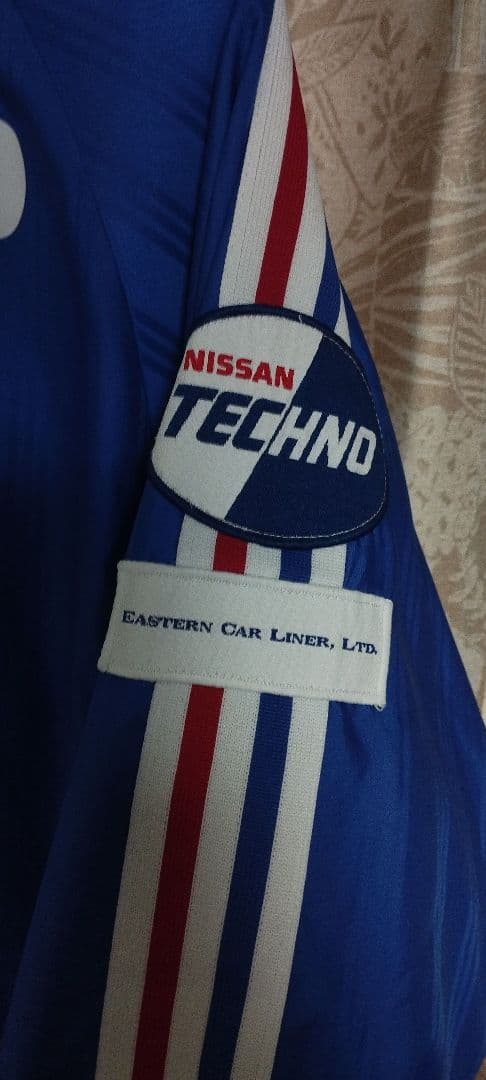 NISSAN
TECHNO
EASTERN CAR LINER, LTD.